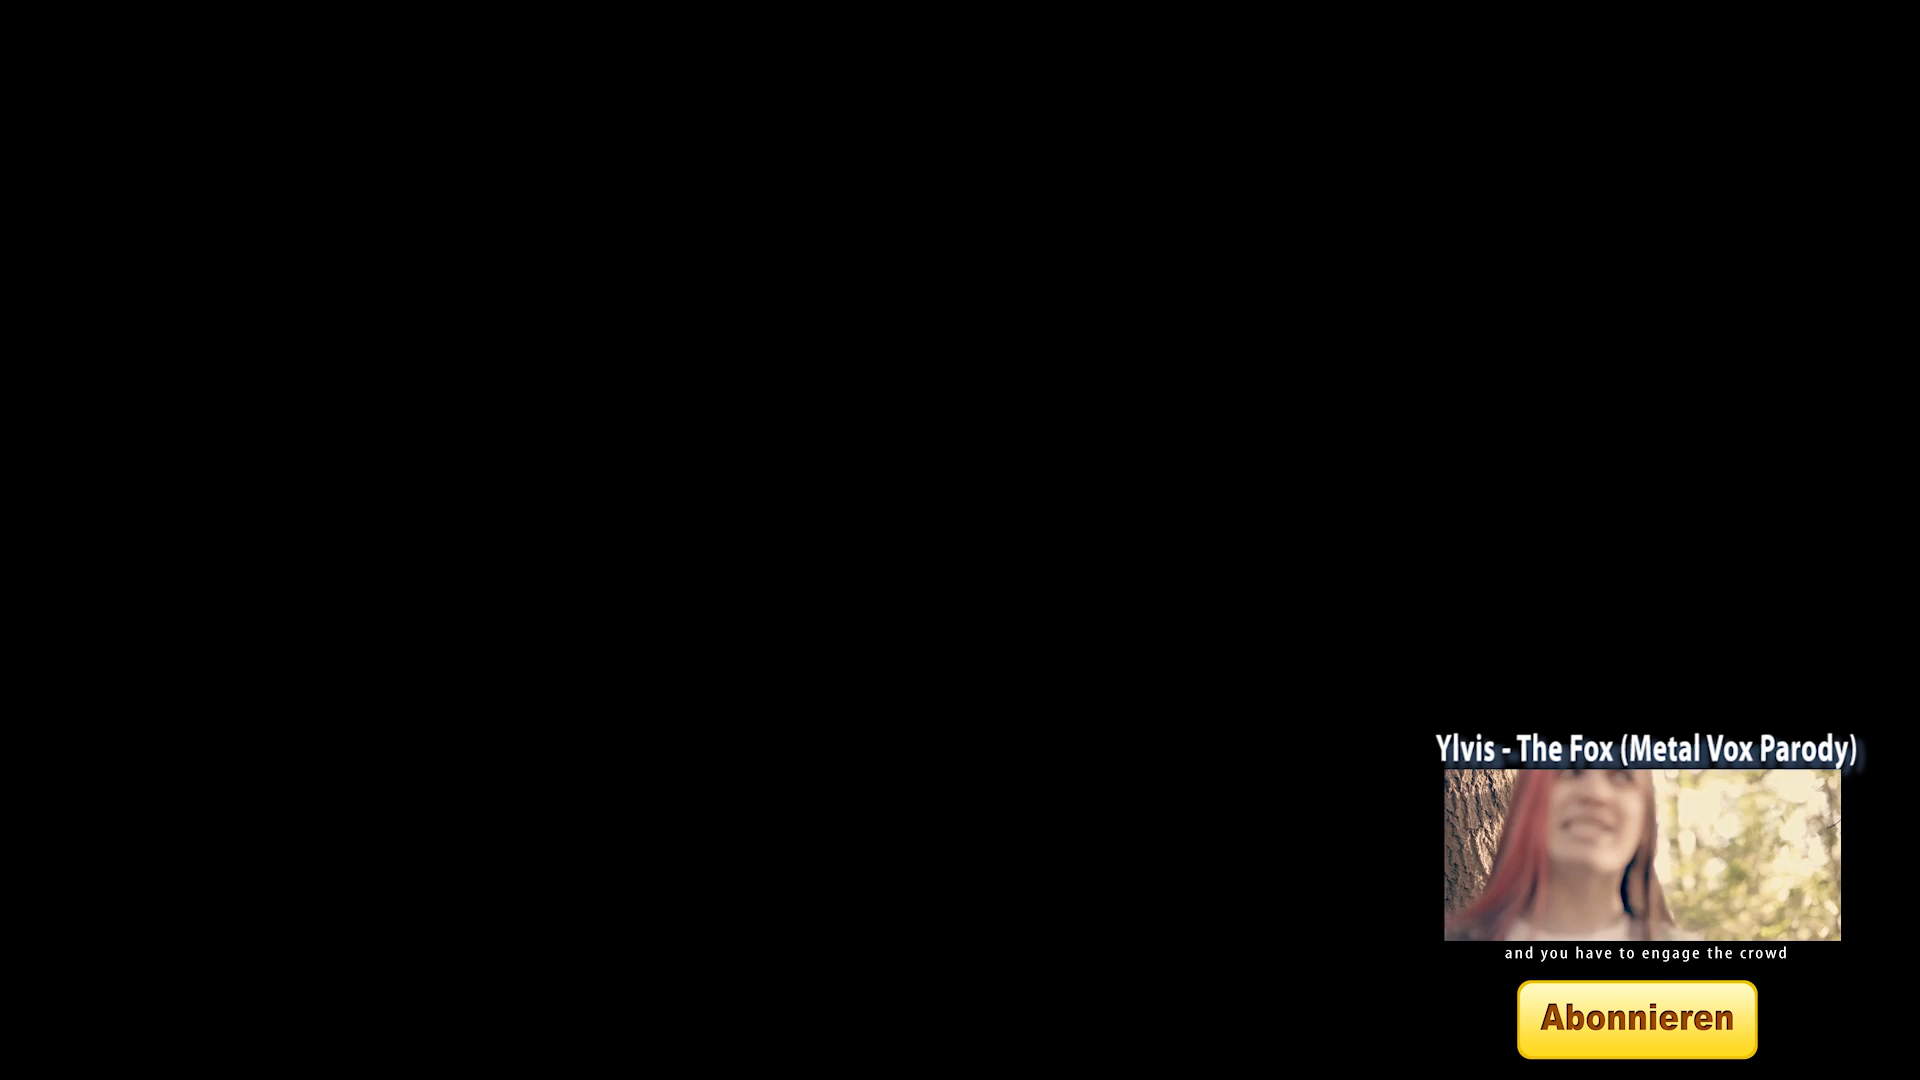 Ylvis - The Fox (Metal Vox Parody)
and you have to engage the crowd
Abonnieren